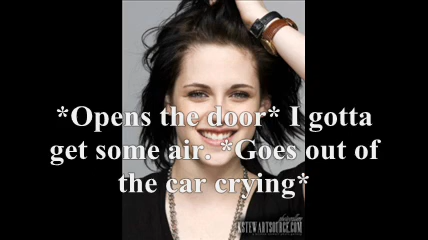 *Opens the door* I gotta
get some air. *Goes out of
the car crying*
KSTEWARTSOURCE.COM